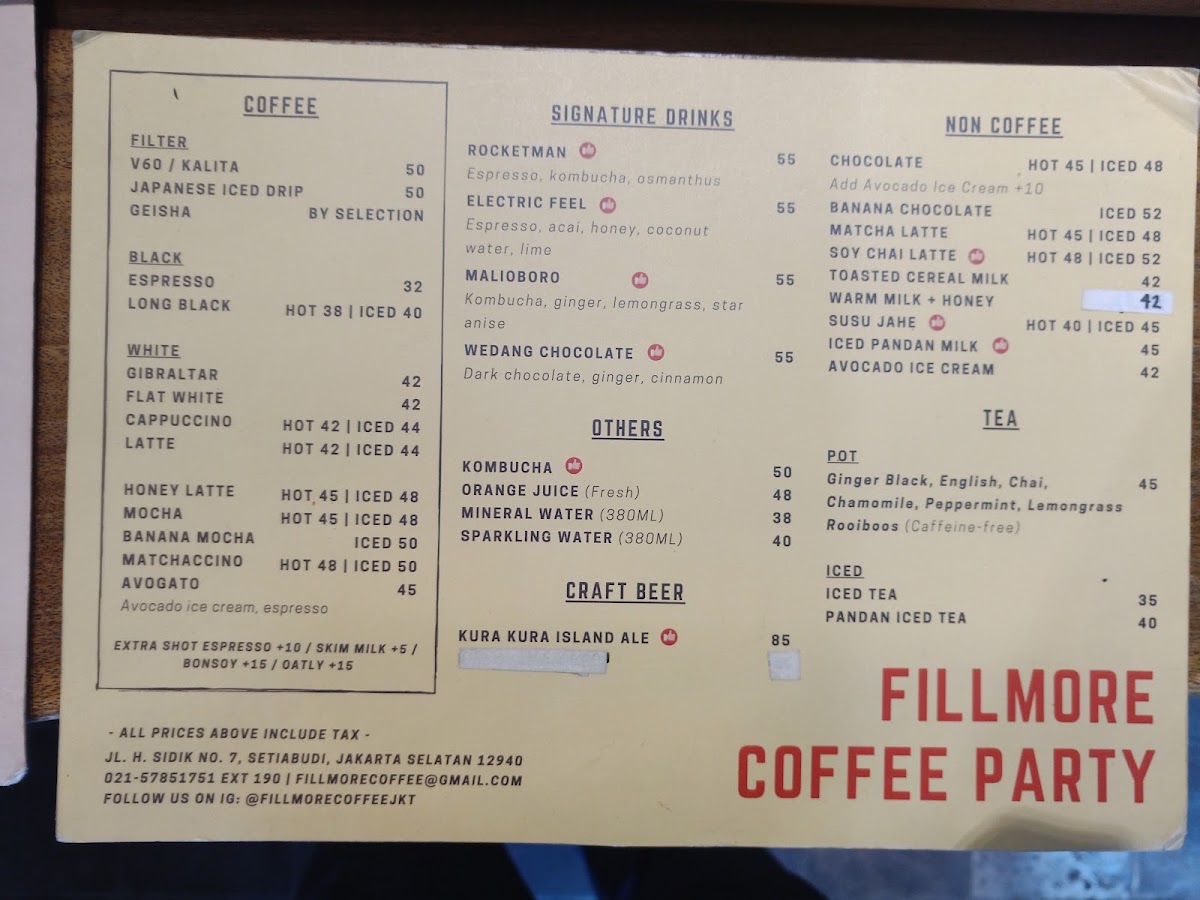 COFFEE
FILTER
V60 / KALITA 50
JAPANESE ICED DRIP 50
GEISHA BY SELECTION
BLACK
ESPRESSO 32
LONG BLACK HOT 38 | ICED 40
WHITE
GIBRALTAR 42
FLAT WHITE 42
CAPPUCCINO HOT 42 | ICED 44
LATTE HOT 42 | ICED 44
HONEY LATTE HOT 45 | ICED 48
MOCHA HOT 45 | ICED 48
BANANA MOCHA ICED 50
MATCHACCINO HOT 48 | ICED 50
AVOGATO 45
Avocado ice cream, espresso
EXTRA SHOT ESPRESSO +10 / SKIM MILK +5 /
BONSOY +15 / OATLY +15
- ALL PRICES ABOVE INCLUDE TAX -
JL. H. SIDIK NO. 7, SETIABUDI, JAKARTA SELATAN 12940
021-57851751 EXT 190 | FILLMORECOFFEE@GMAIL.COM
FOLLOW US ON IG: @FILLMORECOFFEEJKT
SIGNATURE DRINKS
ROCKETMAN 55
Espresso, kombucha, osmanthus
ELECTRIC FEEL 55
Espresso, acai, honey, coconut
water, lime
MALIOBORO 55
Kombucha, ginger, lemongrass, star
anise
WEDANG CHOCOLATE 55
Dark chocolate, ginger, cinnamon
OTHERS
KOMBUCHA 50
ORANGE JUICE (Fresh) 48
MINERAL WATER (380ML) 38
SPARKLING WATER (380ML) 40
CRAFT BEER
KURA KURA ISLAND ALE 85
NON COFFEE
CHOCOLATE HOT 45 | ICED 48
Add Avocado Ice Cream +10
BANANA CHOCOLATE ICED 52
MATCHA LATTE HOT 45 | ICED 48
SOY CHAI LATTE HOT 48 | ICED 52
TOASTED CEREAL MILK 42
WARM MILK + HONEY 42
SUSU JAHE HOT 40 | ICED 45
ICED PANDAN MILK 45
AVOCADO ICE CREAM 42
TEA
POT
Ginger Black, English, Chai, 45
Chamomile, Peppermint, Lemongrass
Rooiboos (Caffeine-free)
ICED
ICED TEA 35
PANDAN ICED TEA 40
FILLMORE
COFFEE PARTY